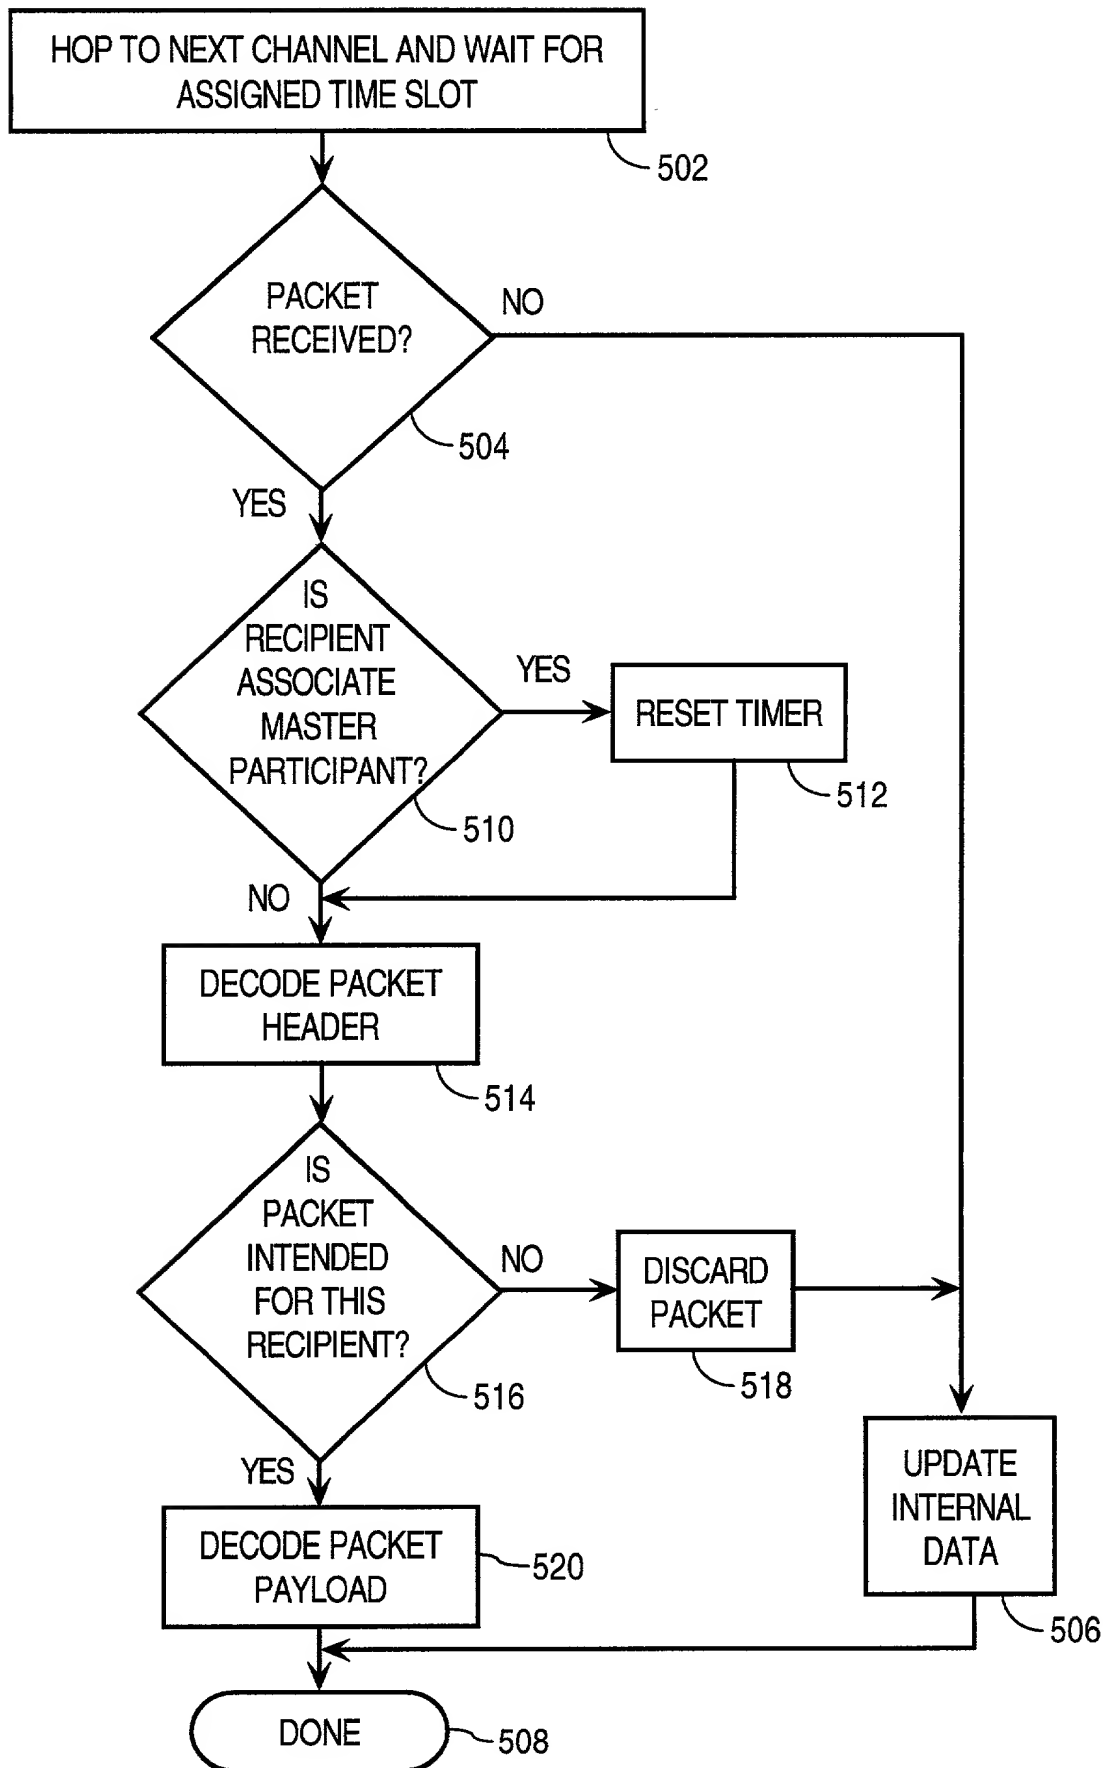 HOP TO NEXT CHANNEL AND WAIT FOR
ASSIGNED TIME SLOT
502
PACKET
RECEIVED?
NO
504
YES
IS
RECIPIENT
ASSOCIATE
MASTER
PARTICIPANT?
YES
RESET TIMER
512
510
NO
DECODE PACKET
HEADER
514
IS
PACKET
INTENDED
FOR THIS
RECIPIENT?
NO
DISCARD
PACKET
518
516
YES
UPDATE
INTERNAL
DATA
506
DECODE PACKET
PAYLOAD
520
DONE
508